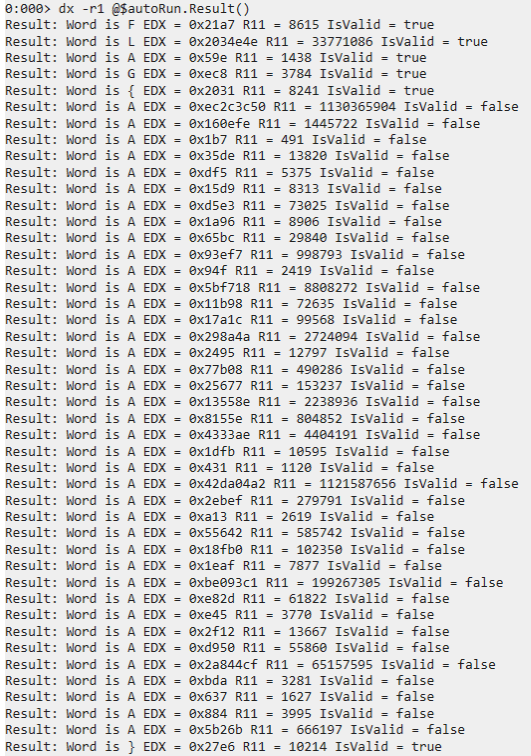 0:000> dx -r1 @$autoRun.Result()
Result: Word is F EDX = 0x21a7 R11 = 8615 IsValid = true
Result: Word is L EDX = 0x2034e4e R11 = 33771086 IsValid = true
Result: Word is A EDX = 0x59e R11 = 1438 IsValid = true
Result: Word is G EDX = 0xec8 R11 = 3784 IsValid = true
Result: Word is { EDX = 0x2031 R11 = 8241 IsValid = true
Result: Word is A EDX = 0xec2c3c50 R11 = 1130365904 IsValid = false
Result: Word is A EDX = 0x160efe R11 = 1445722 IsValid = false
Result: Word is A EDX = 0x1b7 R11 = 491 IsValid = false
Result: Word is A EDX = 0x35de R11 = 13820 IsValid = false
Result: Word is A EDX = 0xdf5 R11 = 5375 IsValid = false
Result: Word is A EDX = 0x15d9 R11 = 8313 IsValid = false
Result: Word is A EDX = 0xd5e3 R11 = 73025 IsValid = false
Result: Word is A EDX = 0x1a96 R11 = 8906 IsValid = false
Result: Word is A EDX = 0x65bc R11 = 29840 IsValid = false
Result: Word is A EDX = 0x93ef7 R11 = 998793 IsValid = false
Result: Word is A EDX = 0x94f R11 = 2419 IsValid = false
Result: Word is A EDX = 0x5bf718 R11 = 8808272 IsValid = false
Result: Word is A EDX = 0x11b98 R11 = 72635 IsValid = false
Result: Word is A EDX = 0x17a1c R11 = 99568 IsValid = false
Result: Word is A EDX = 0x298a4a R11 = 2724094 IsValid = false
Result: Word is A EDX = 0x2495 R11 = 12797 IsValid = false
Result: Word is A EDX = 0x77b08 R11 = 490286 IsValid = false
Result: Word is A EDX = 0x25677 R11 = 153237 IsValid = false
Result: Word is A EDX = 0x13558e R11 = 2238936 IsValid = false
Result: Word is A EDX = 0x8155e R11 = 804852 IsValid = false
Result: Word is A EDX = 0x4333ae R11 = 4404191 IsValid = false
Result: Word is A EDX = 0x1dfb R11 = 10595 IsValid = false
Result: Word is A EDX = 0x431 R11 = 1120 IsValid = false
Result: Word is A EDX = 0x42da04a2 R11 = 1121587656 IsValid = false
Result: Word is A EDX = 0x2ebef R11 = 279791 IsValid = false
Result: Word is A EDX = 0xa13 R11 = 2619 IsValid = false
Result: Word is A EDX = 0x55642 R11 = 585742 IsValid = false
Result: Word is A EDX = 0x18fb0 R11 = 102350 IsValid = false
Result: Word is A EDX = 0x1eaf R11 = 7877 IsValid = false
Result: Word is A EDX = 0xbe093c1 R11 = 199267305 IsValid = false
Result: Word is A EDX = 0xe82d R11 = 61822 IsValid = false
Result: Word is A EDX = 0xe45 R11 = 3770 IsValid = false
Result: Word is A EDX = 0x2f12 R11 = 13667 IsValid = false
Result: Word is A EDX = 0xd950 R11 = 55860 IsValid = false
Result: Word is A EDX = 0x2a844cf R11 = 65157595 IsValid = false
Result: Word is A EDX = 0xbda R11 = 3281 IsValid = false
Result: Word is A EDX = 0x637 R11 = 1627 IsValid = false
Result: Word is A EDX = 0x884 R11 = 3995 IsValid = false
Result: Word is A EDX = 0x5b26b R11 = 666197 IsValid = false
Result: Word is } EDX = 0x27e6 R11 = 10214 IsValid = true